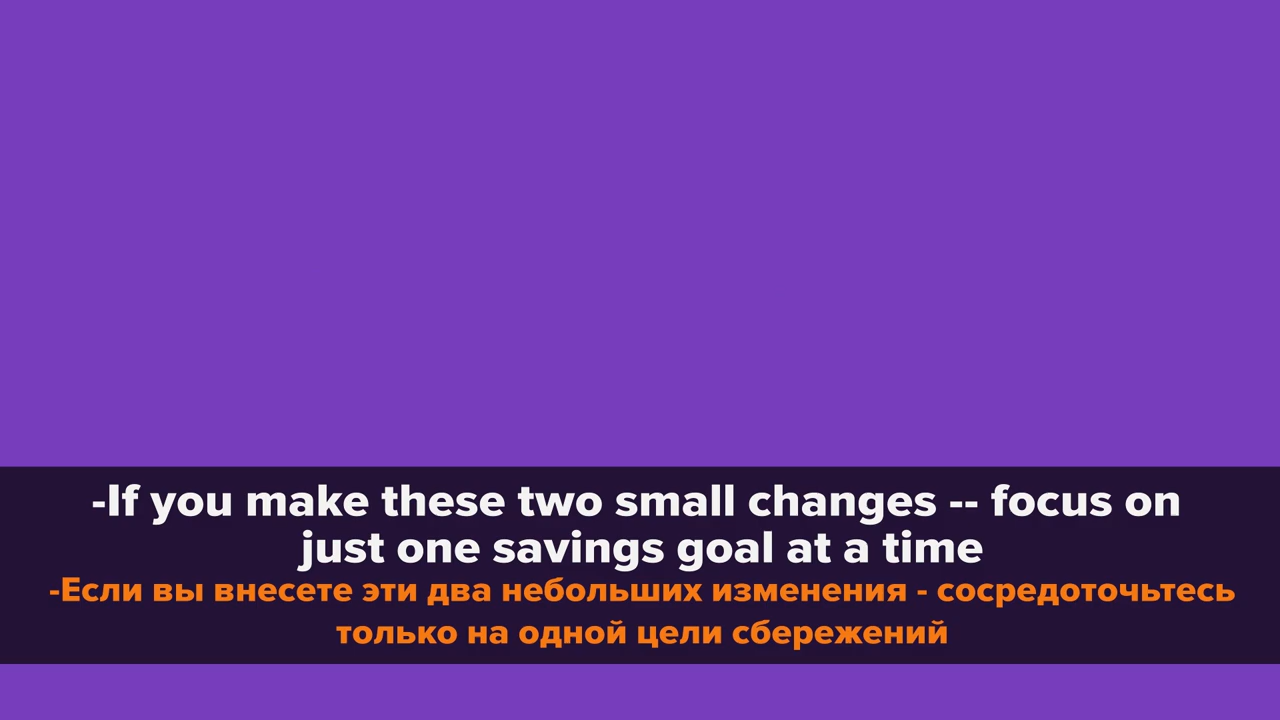 -If you make these two small changes -- focus on
just one savings goal at a time
-Если вы внесете эти два небольших изменения - сосредоточьтесь
только на одной цели сбережений